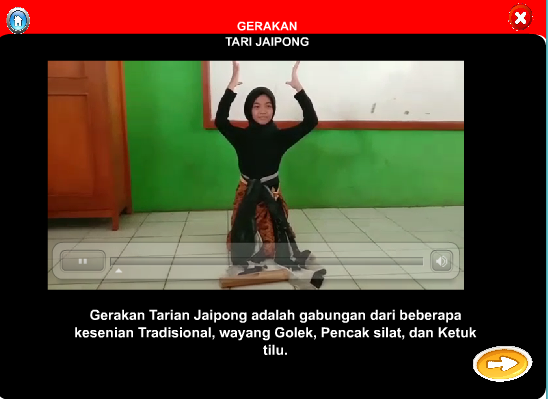 GERAKAN
TARI JAIPONG
Gerakan Tarian Jaipong adalah gabungan dari beberapa
kesenian Tradisional, wayang Golek, Pencak silat, dan Ketuk
tilu.